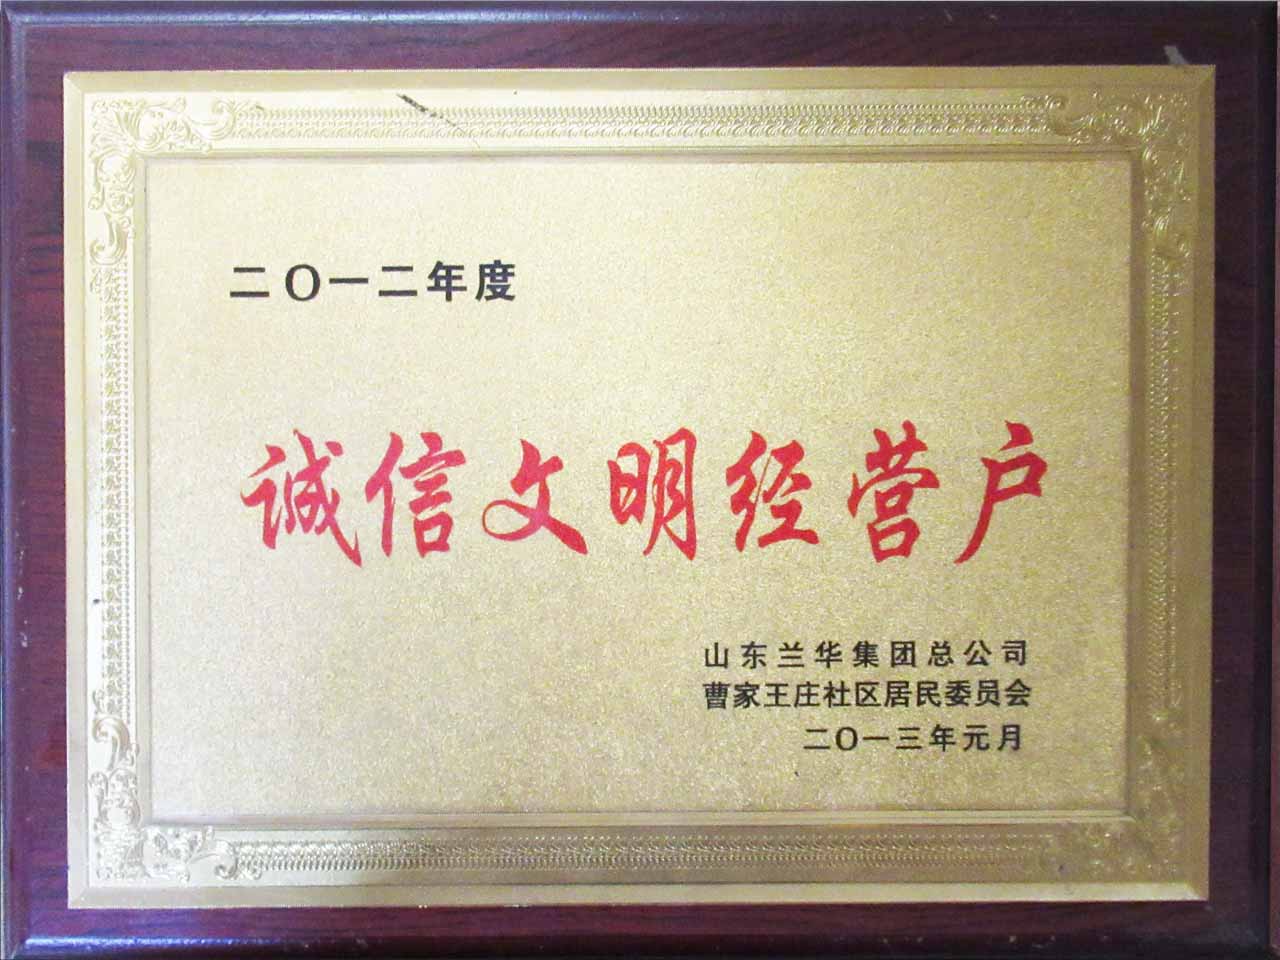 二〇一二年度
诚信文明经营户
山东兰华集团总公司
曹家王庄社区居民委员会
二〇一三年元月